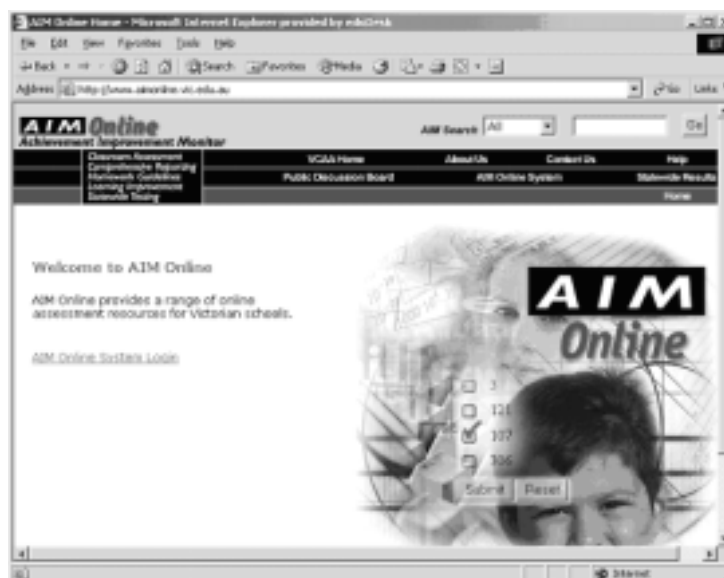 AIM Online Home - Microsoft Internet Explorer provided by eduDesk
File Edit View Favorites Tools Help
Back Search Favorites Media
Address http://www.aimonline.vic.edu.au Go Links
AIM Online
Achievement Improvement Monitor
AIM Search All Go
Classroom Assessment
Comprehensive Reporting
Homework Guidelines
Learning Improvement
Statewide Testing
VCAA Home About Us Contact Us Help
Public Discussion Board AIM Online System Statewide Results
Home
Welcome to AIM Online
AIM Online provides a range of online
assessment resources for Victorian schools.
AIM Online System Login
AIM
Online
3
121
107
306
Submit Reset
Internet